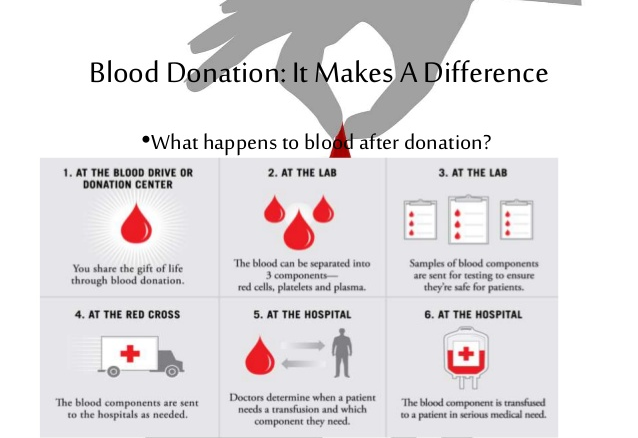 Blood Donation: It Makes A Difference
•What happens to blood after donation?
1. AT THE BLOOD DRIVE OR
DONATION CENTER
You share the gift of life
through blood donation.
2. AT THE LAB
The blood can be separated into
3 components—
red cells, platelets and plasma.
3. AT THE LAB
Samples of blood components
are sent for testing to ensure
they're safe for patients.
4. AT THE RED CROSS
The blood components are sent
to the hospitals as needed.
5. AT THE HOSPITAL
Doctors determine when a patient
needs a transfusion and which
component they need.
6. AT THE HOSPITAL
The blood component is transfused
to a patient in serious medical need.